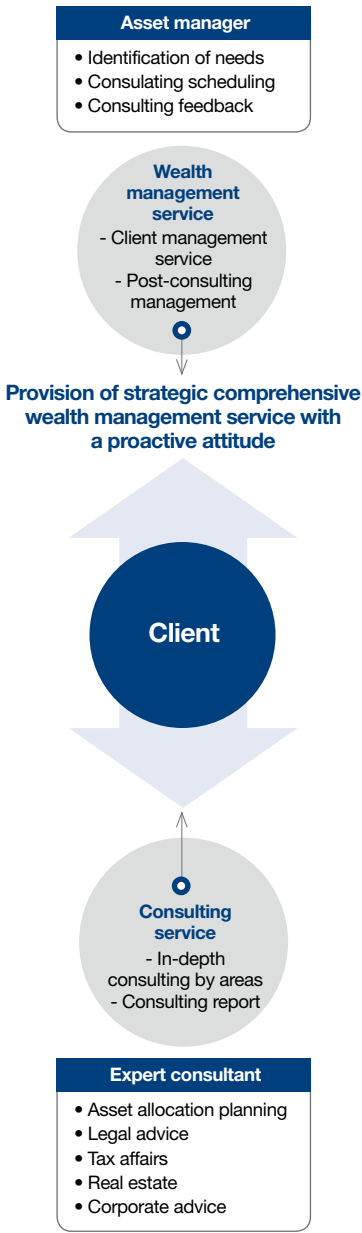 Asset manager
• Identification of needs
• Consulating scheduling
• Consulting feedback
Wealth
management
service
- Client management
service
- Post-consulting
management
Provision of strategic comprehensive
wealth management service with
a proactive attitude
Client
Consulting
service
- In-depth
consulting by areas
- Consulting report
Expert consultant
• Asset allocation planning
• Legal advice
• Tax affairs
• Real estate
• Corporate advice